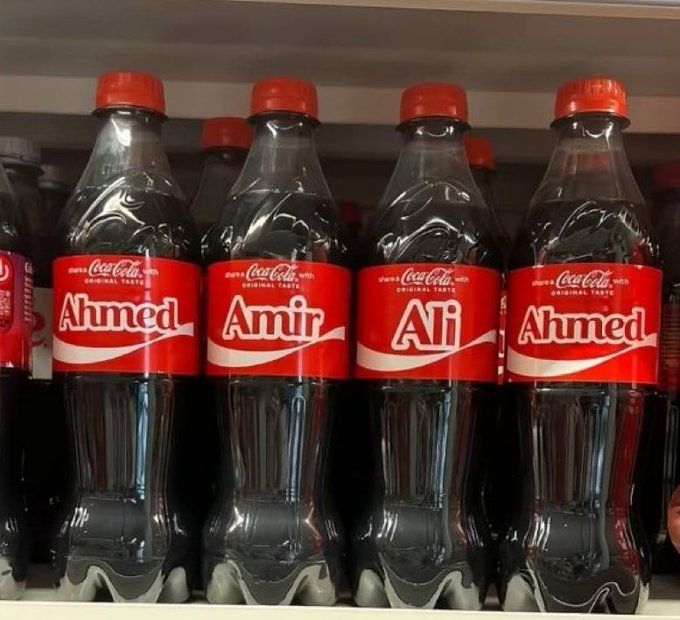 share a Coca-Cola with
ORIGINAL TASTE
Ahmed
share a Coca-Cola with
ORIGINAL TASTE
Amir
share a Coca-Cola with
ORIGINAL TASTE
Ali
share a Coca-Cola with
ORIGINAL TASTE
Ahmed